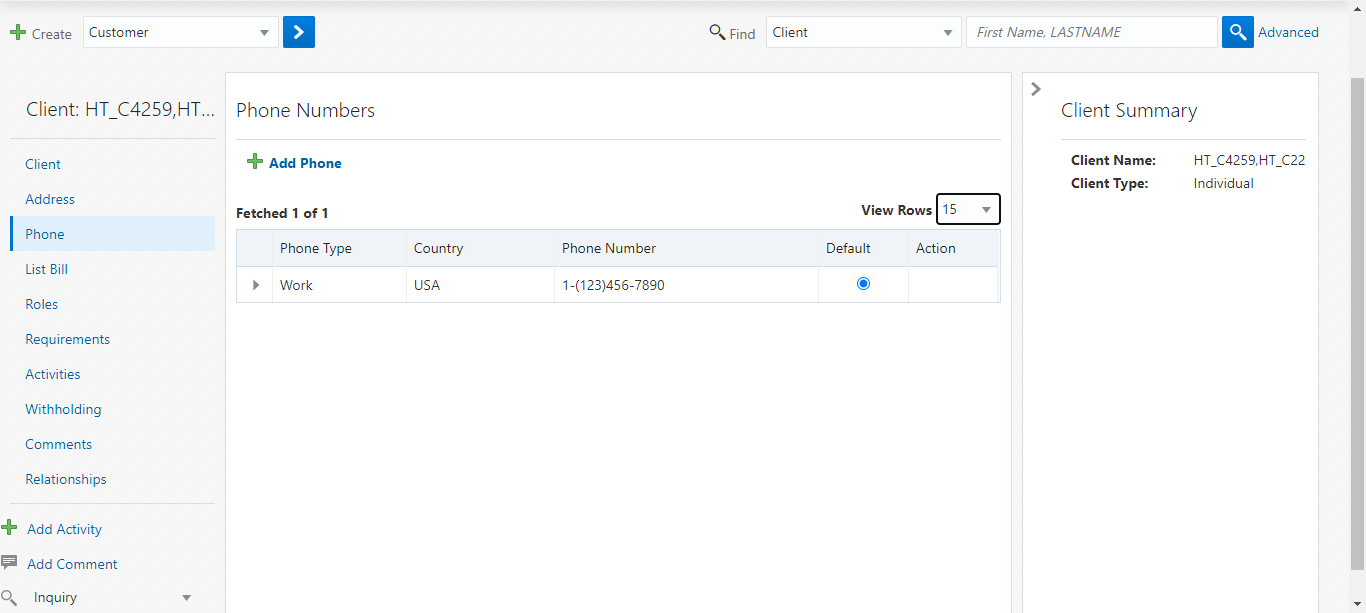 Create Customer Find Client First Name, LASTNAME Advanced
Client: HT_C4259,HT...
Client
Address
Phone
List Bill
Roles
Requirements
Activities
Withholding
Comments
Relationships
Add Activity
Add Comment
Inquiry
Phone Numbers
Add Phone
Fetched 1 of 1 View Rows 15
Phone Type Country Phone Number Default Action
Work USA 1-(123)456-7890
Client Summary
Client Name: HT_C4259,HT_C22
Client Type: Individual